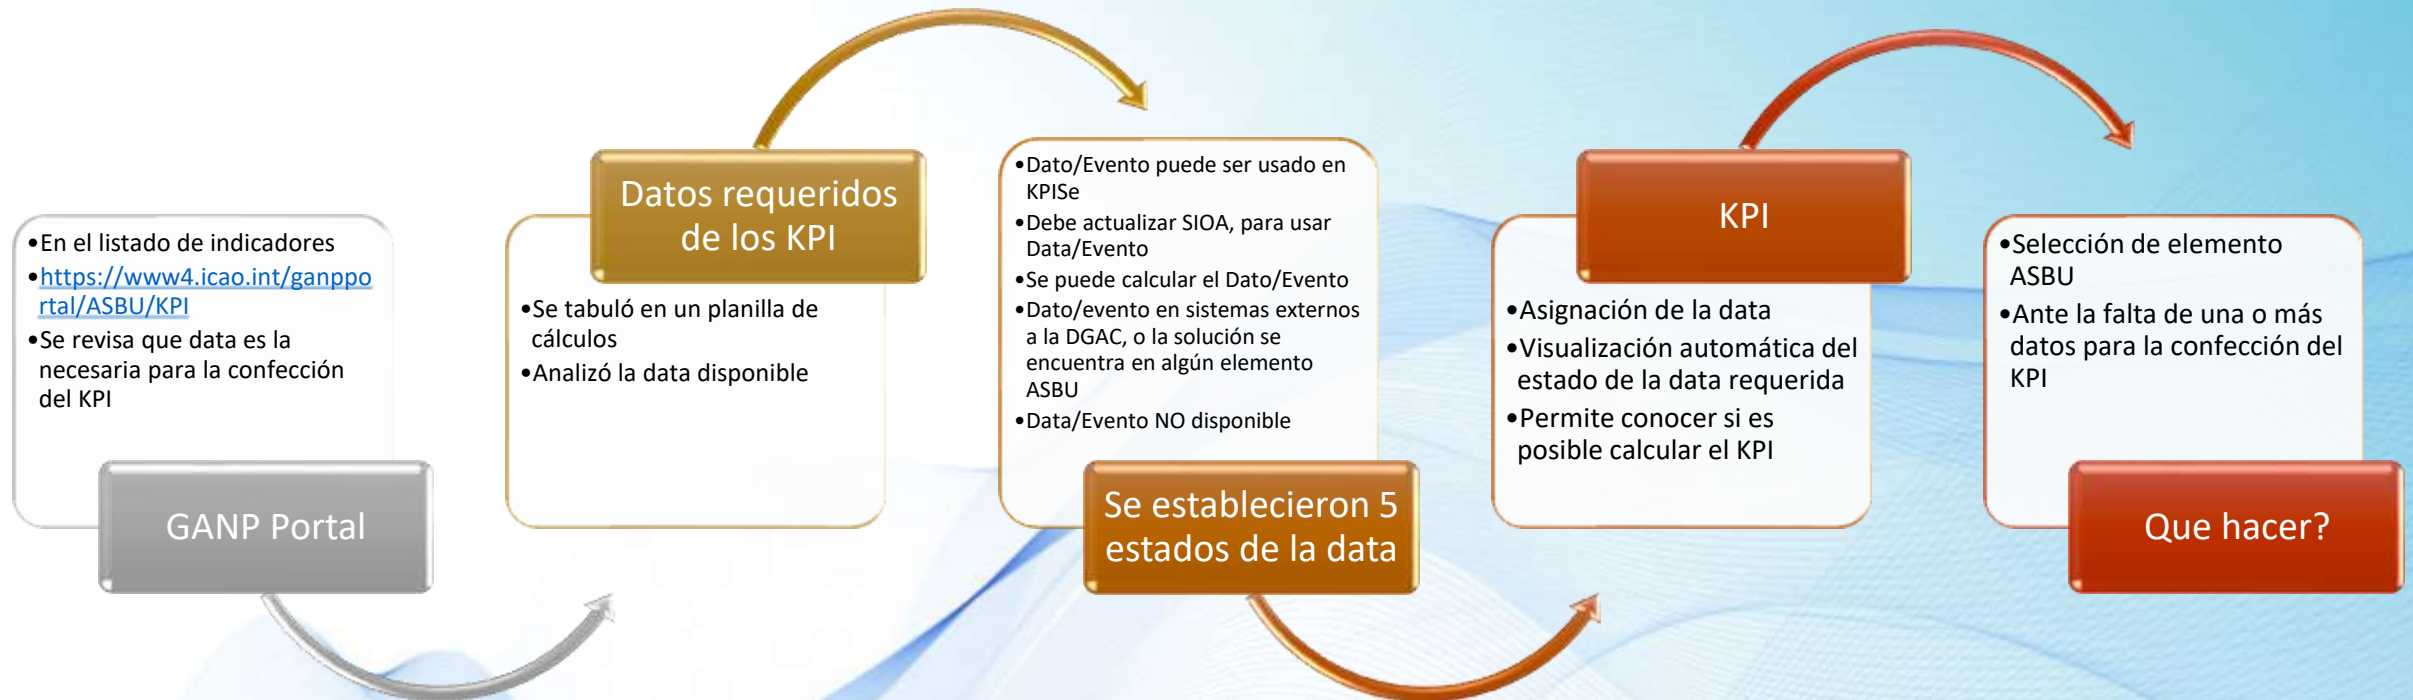 •En el listado de indicadores
•https://www4.icao.int/ganppo
rtal/ASBU/KPI
•Se revisa que data es la
necesaria para la confección
del KPI
GANP Portal
Datos requeridos
de los KPI
•Se tabuló en un planilla de
cálculos
•Analizó la data disponible
•Dato/Evento puede ser usado en
KPISe
•Debe actualizar SIOA, para usar
Data/Evento
•Se puede calcular el Dato/Evento
•Dato/evento en sistemas externos
a la DGAC, o la solución se
encuentra en algún elemento
ASBU
•Data/Evento NO disponible
Se establecieron 5
estados de la data
KPI
•Asignación de la data
•Visualización automática del
estado de la data requerida
•Permite conocer si es
posible calcular el KPI
•Selección de elemento
ASBU
•Ante la falta de una o más
datos para la confección del
KPI
Que hacer?